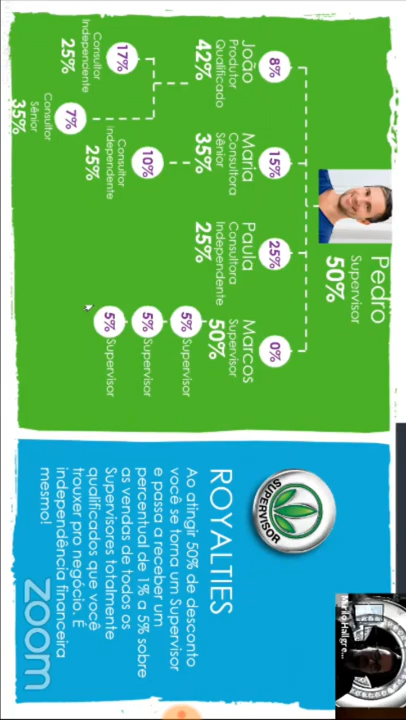 Pedro
Supervisor
50%
8%
15%
25%
0%
João
Produtor
Qualificado
42%
Maria
Consultora
Sênior
35%
Paula
Consultora
Independente
25%
Marcos
Supervisor
50%
17%
Consultor
Independente
25%
7%
Consultor
Sênior
35%
10%
Consultor
Independente
25%
5%
Supervisor
5%
Supervisor
5%
Supervisor
SUPERVISOR
ROYALTIES
Ao atingir 50% de desconto
você se torna um Supervisor
e passa a receber um
percentual de 1% a 5% sobre
as vendas de todos os
Supervisores totalmente
qualificados que você
trouxer pro negócio. É
independência financeira
mesmo!
zoom